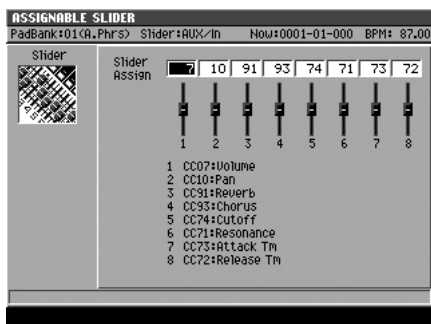 ASSIGNABLE SLIDER
PadBank:01(A.Phrs) Slider:AUX/In Now:0001-01-000 BPM: 87.00
Slider
Slider Assign 7 10 91 93 74 71 73 72
1 2 3 4 5 6 7 8
1 CC07:Volume
2 CC10:Pan
3 CC91:Reverb
4 CC93:Chorus
5 CC74:Cutoff
6 CC71:Resonance
7 CC73:Attack Tm
8 CC72:Release Tm